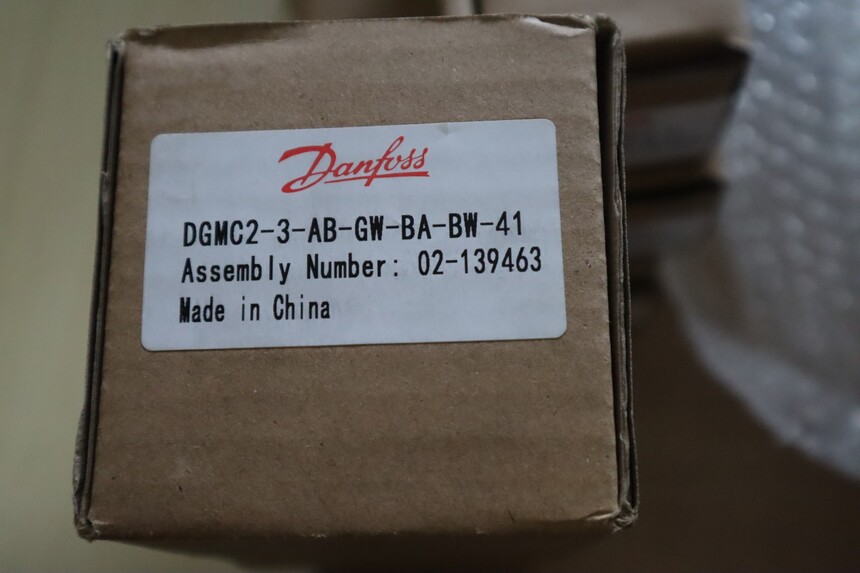 Danfoss
DGMC2-3-AB-GW-BA-BW-41
Assembly Number: 02-139463
Made in China